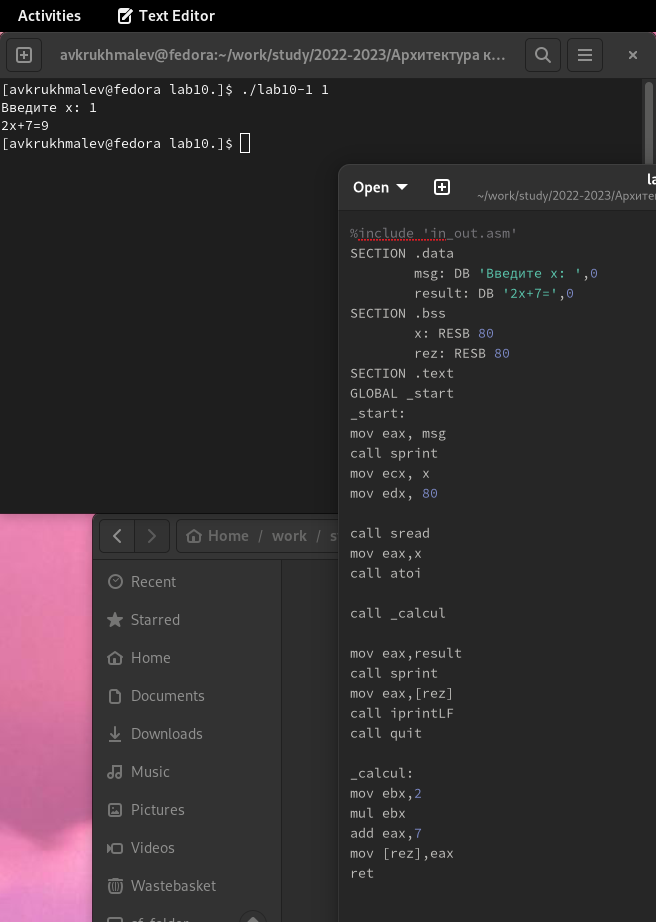 Activities Text Editor
avkrukhmalev@fedora:~/work/study/2022-2023/Архитектура к...
[avkrukhmalev@fedora lab10.]$ ./lab10-1 1
Введите x: 1
2x+7=9
[avkrukhmalev@fedora lab10.]$
Open
~/work/study/2022-2023/Архите
%include 'in_out.asm'
SECTION .data
msg: DB 'Введите x: ',0
result: DB '2x+7=',0
SECTION .bss
x: RESB 80
rez: RESB 80
SECTION .text
GLOBAL _start
_start:
mov eax, msg
call sprint
mov ecx, x
mov edx, 80
call sread
mov eax,x
call atoi
call _calcul
mov eax,result
call sprint
mov eax,[rez]
call iprintLF
call quit
_calcul:
mov ebx,2
mul ebx
add eax,7
mov [rez],eax
ret
Home / work / s
Recent
Starred
Home
Documents
Downloads
Music
Pictures
Videos
Wastebasket